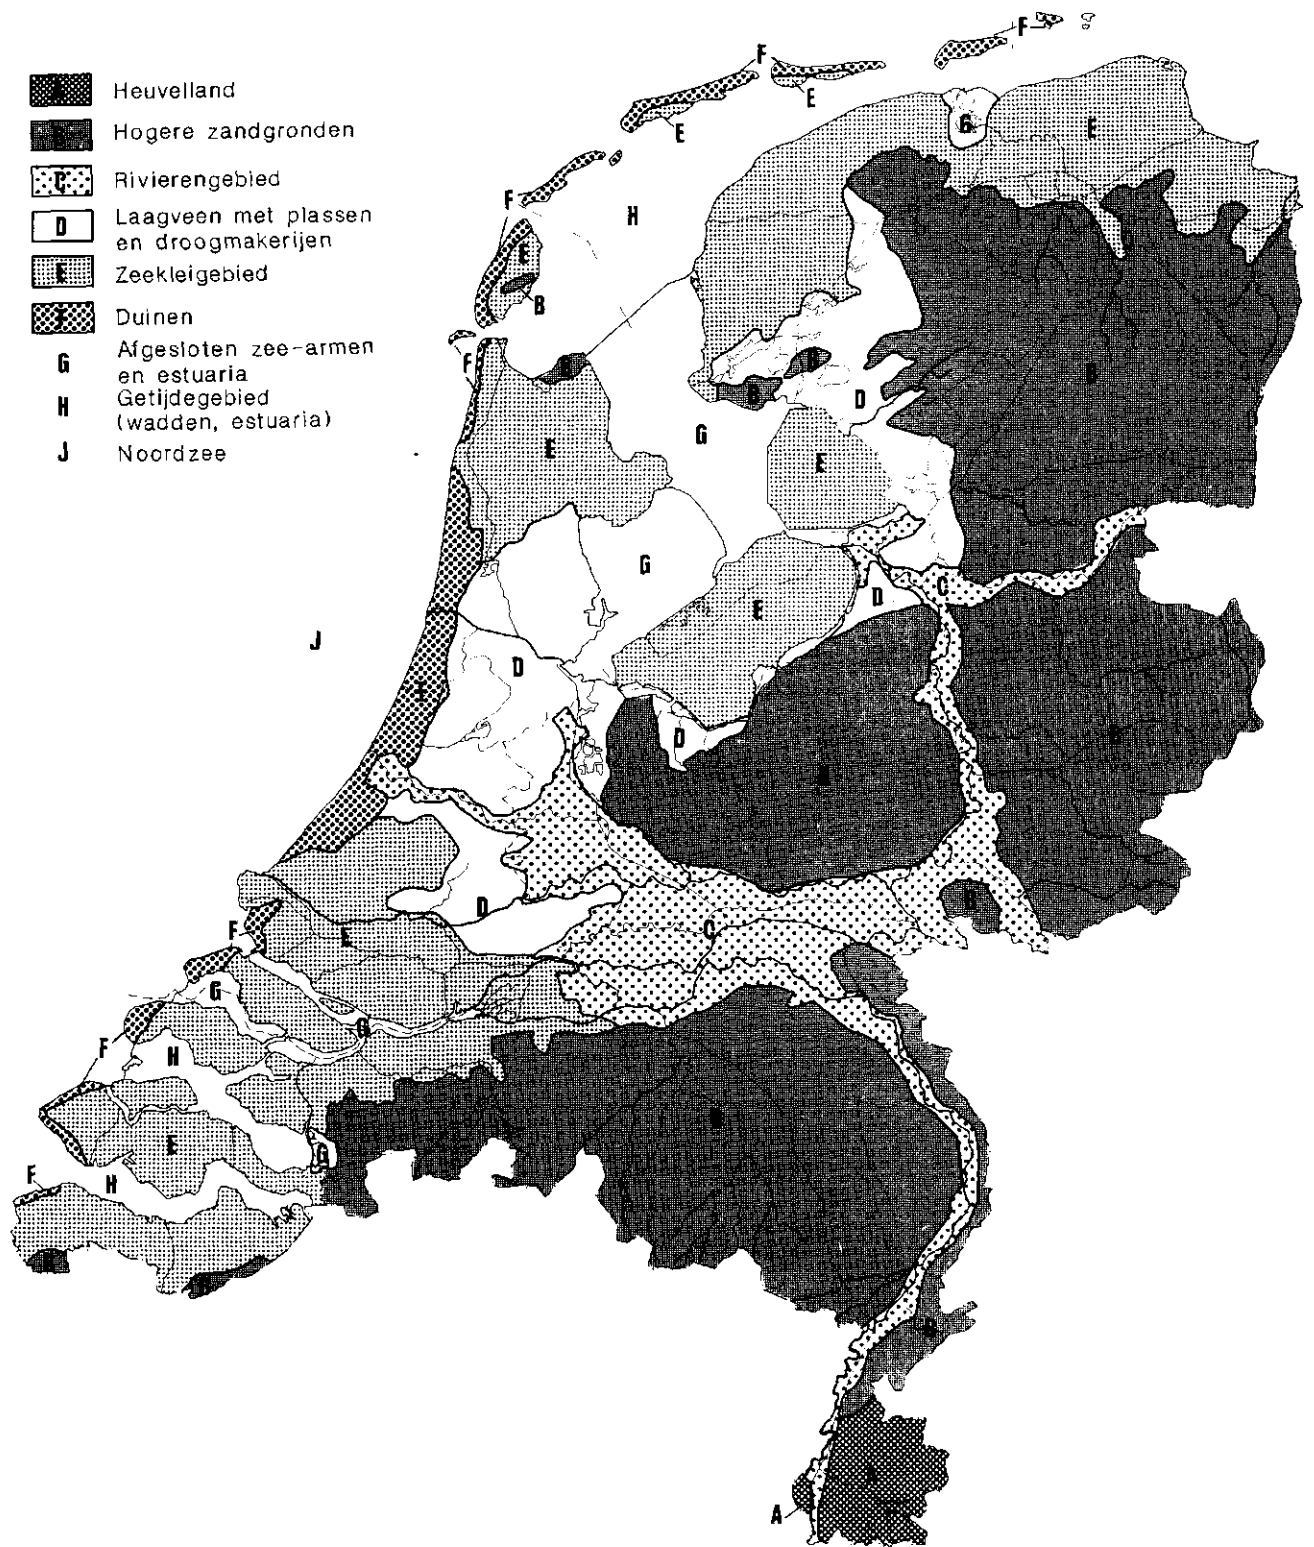 A Heuvelland
B Hogere zandgronden
C Rivierengebied
D Laagveen met plassen
en droogmakerijen
E Zeekleigebied
F Duinen
G Afgesloten zee-armen
en estuaria
H Getijdegebied
(wadden, estuaria)
J Noordzee
F
F
E
E
G
E
F
H
E
B
F
B
B
B
B
D
G
E
E
G
C
D
E
J
D
F
D
B
B
D
B
C
F
E
G
G
F
H
B
E
G
F
H
B
B
B
A
A